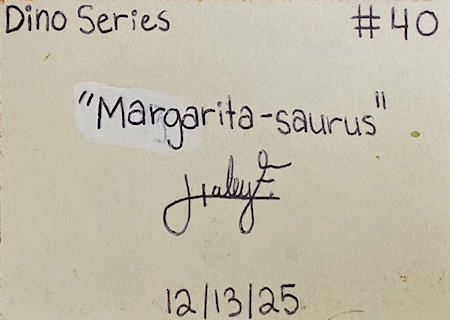 Dino Series #40
"Margarita-saurus"
Haley E.
12/13/25